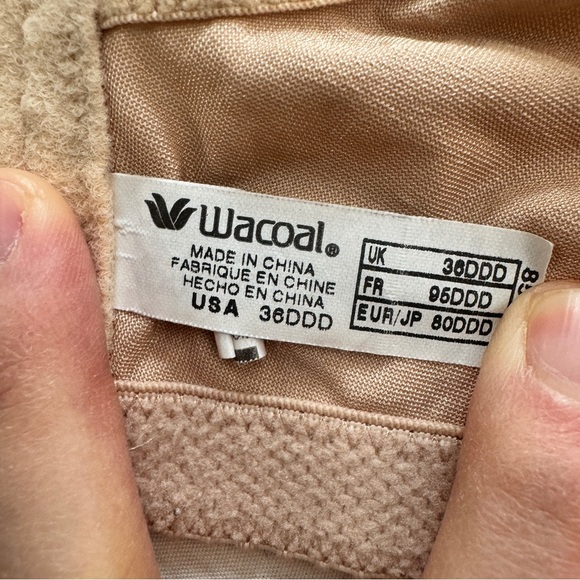 Wacoal®
MADE IN CHINA
FABRIQUE EN CHINE
HECHO EN CHINA
USA 36DDD
UK 36DDD
FR 95DDD
EUR/JP 80DDD